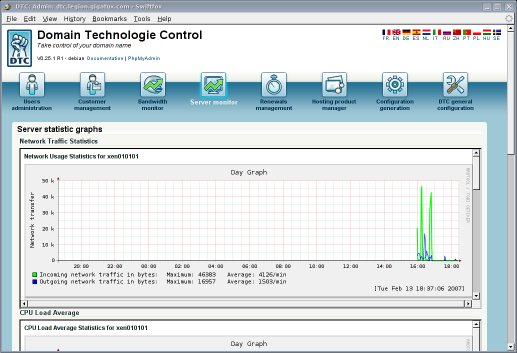 DTC: Admin: dtc.legion.gigatux.com - Swiftfox
File Edit View History Bookmarks Tools Help
DTC
Domain Technologie Control
Take control of your domain name
V0.25.1 R1 - debian Documentation | PhpMyAdmin
FR EN DE ES NL IT RU ZH PT PL HU SE
Users administration
Customer management
Bandwidth monitor
Server monitor
Renewals management
Hosting product manager
Configuration generation
DTC general configuration
Server statistic graphs
Network Traffic Statistics
Network Usage Statistics for xen010101
Day Graph
Network transfer
50 k
40 k
30 k
20 k
10 k
0
20:00 22:00 00:00 02:00 04:00 06:00 08:00 10:00 12:00 14:00 16:00 18:00
Incoming network traffic in bytes: Maximum: 46383 Average: 4126/min
Outgoing network traffic in bytes: Maximum: 16957 Average: 1503/min
[Tue Feb 13 18:37:06 2007]
CPU Load Average
CPU Load Average Statistics for xen010101
Day Graph